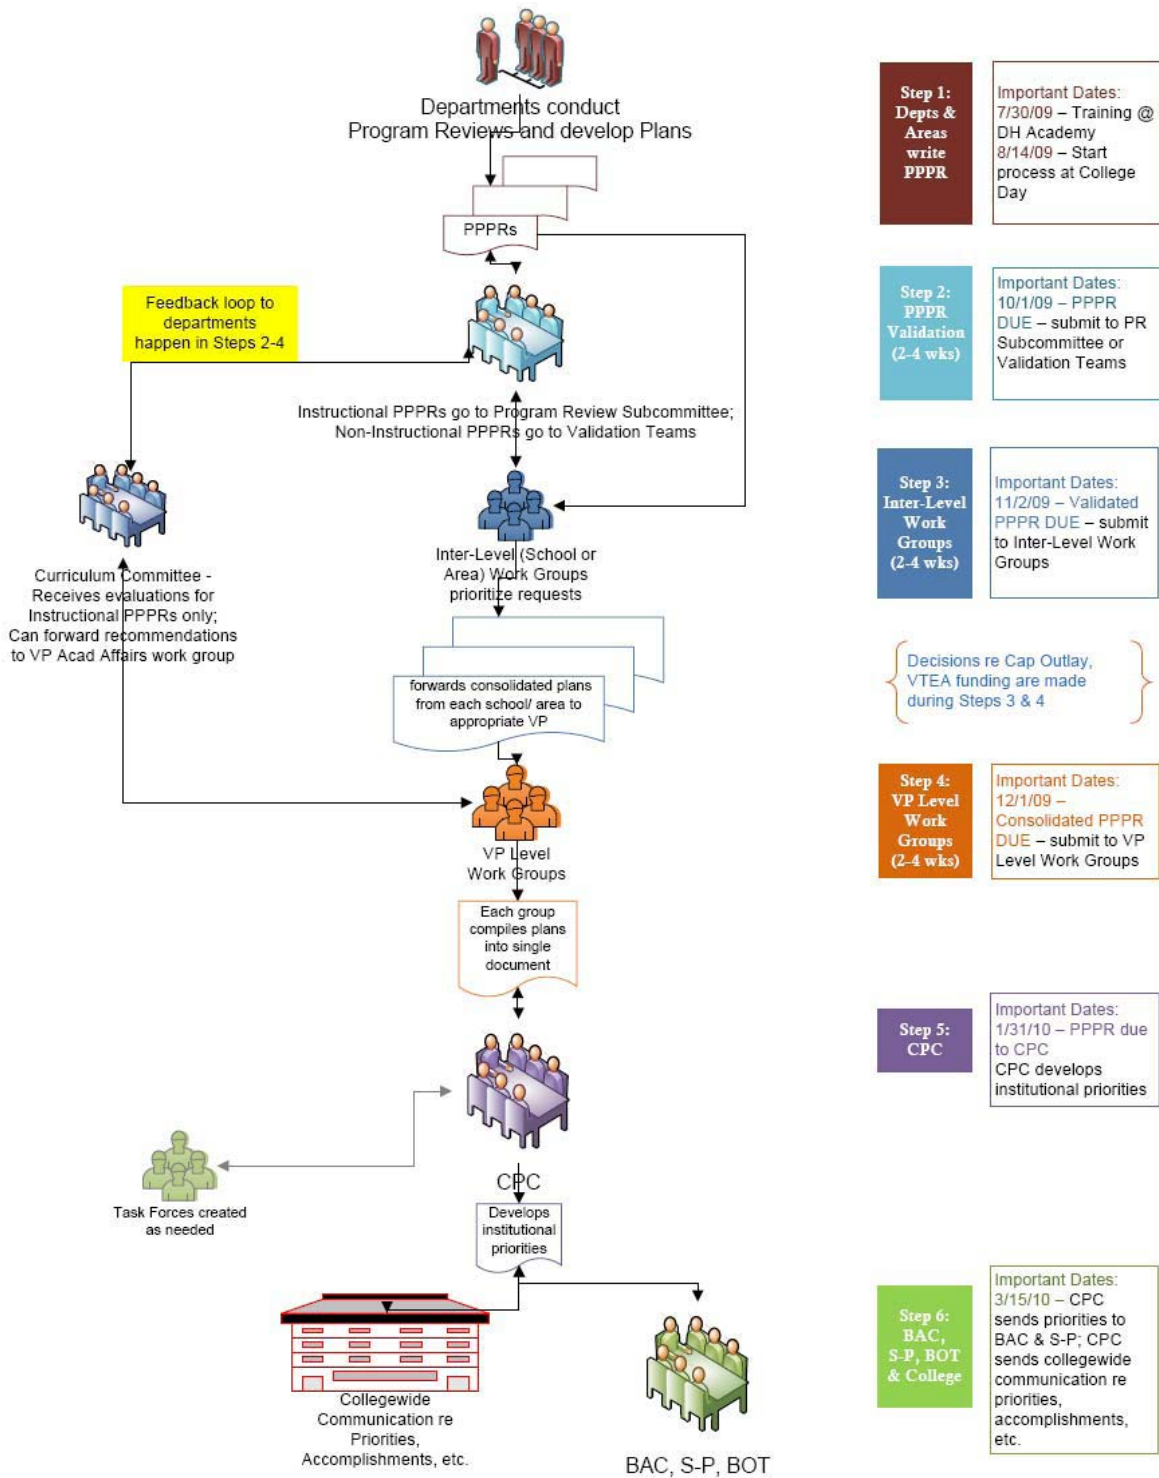 Departments conduct
Program Reviews and develop Plans
PPPRs
Feedback loop to
departments
happen in Steps 2-4
Instructional PPPRs go to Program Review Subcommittee;
Non-Instructional PPPRs go to Validation Teams
Curriculum Committee -
Receives evaluations for
Instructional PPPRs only;
Can forward recommendations
to VP Acad Affairs work group
Inter-Level (School or
Area) Work Groups
prioritize requests
forwards consolidated plans
from each school/ area to
appropriate VP
VP Level
Work Groups
Each group
compiles plans
into single
document
Task Forces created
as needed
CPC
Develops
institutional
priorities
Collegewide
Communication re
Priorities,
Accomplishments, etc.
BAC, S-P, BOT
Step 1:
Depts &
Areas
write
PPPR
Important Dates:
7/30/09 – Training @
DH Academy
8/14/09 – Start
process at College
Day
Step 2:
PPPR
Validation
(2-4 wks)
Important Dates:
10/1/09 – PPPR
DUE – submit to PR
Subcommittee or
Validation Teams
Step 3:
Inter-Level
Work
Groups
(2-4 wks)
Important Dates:
11/2/09 – Validated
PPPR DUE – submit
to Inter-Level Work
Groups
Decisions re Cap Outlay,
VTEA funding are made
during Steps 3 & 4
Step 4:
VP Level
Work
Groups
(2-4 wks)
Important Dates:
12/1/09 –
Consolidated PPPR
DUE – submit to VP
Level Work Groups
Step 5:
CPC
Important Dates:
1/31/10 – PPPR due
to CPC
CPC develops
institutional priorities
Step 6:
BAC,
S-P, BOT
& College
Important Dates:
3/15/10 – CPC
sends priorities to
BAC & S-P; CPC
sends collegewide
communication re
priorities,
accomplishments,
etc.